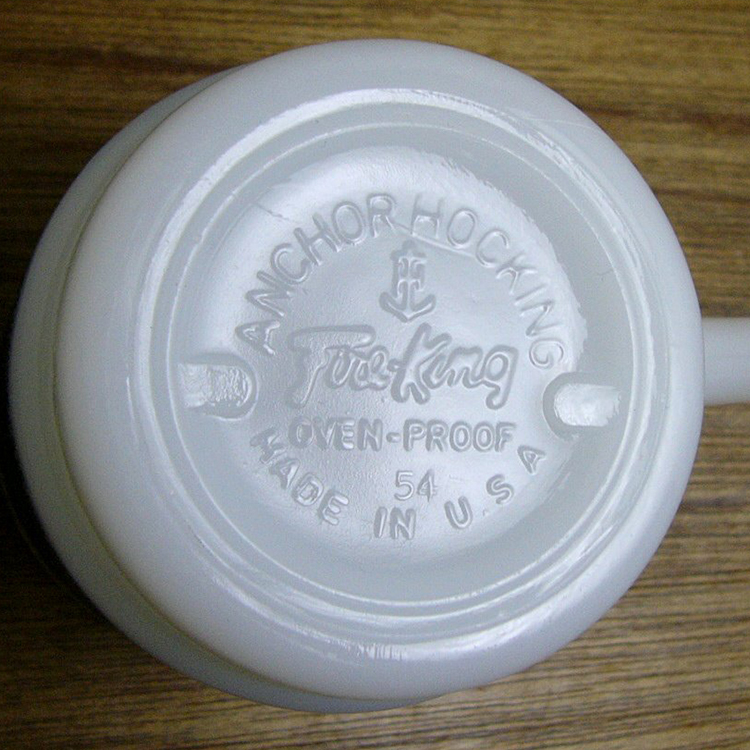 ANCHOR HOCKING
Fire-King
OVEN-PROOF
54
MADE IN U.S.A